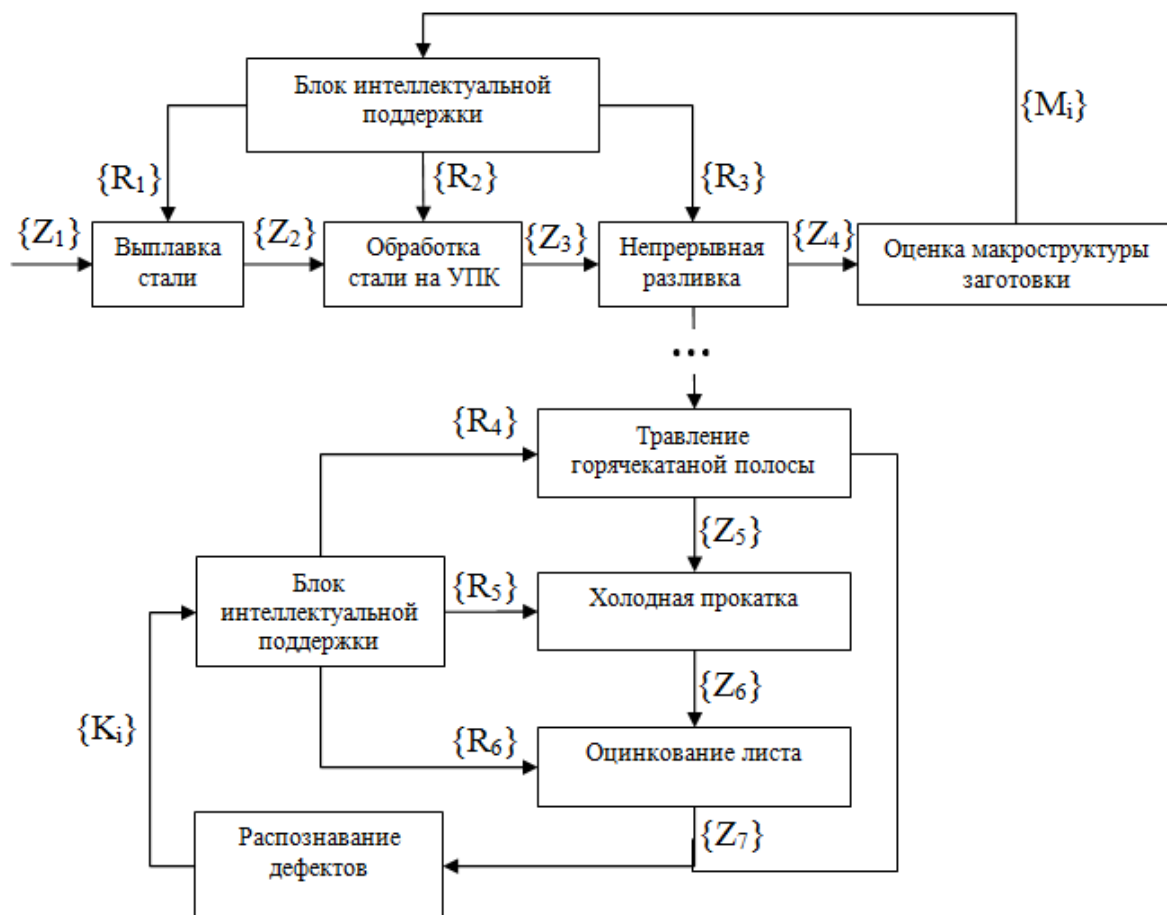 Блок интеллектуальной
поддержки
{Mᵢ}
{R₁}
{R₂}
{R₃}
{Z₁}
Выплавка
стали
{Z₂}
Обработка
стали на УПК
{Z₃}
Непрерывная
разливка
{Z₄}
Оценка макроструктуры
заготовки
...
{R₄}
Травление
горячекатаной полосы
{Z₅}
Блок
интеллектуальной
поддержки
{R₅}
Холодная прокатка
{Z₆}
{Kᵢ}
{R₆}
Оцинкование листа
{Z₇}
Распознавание
дефектов